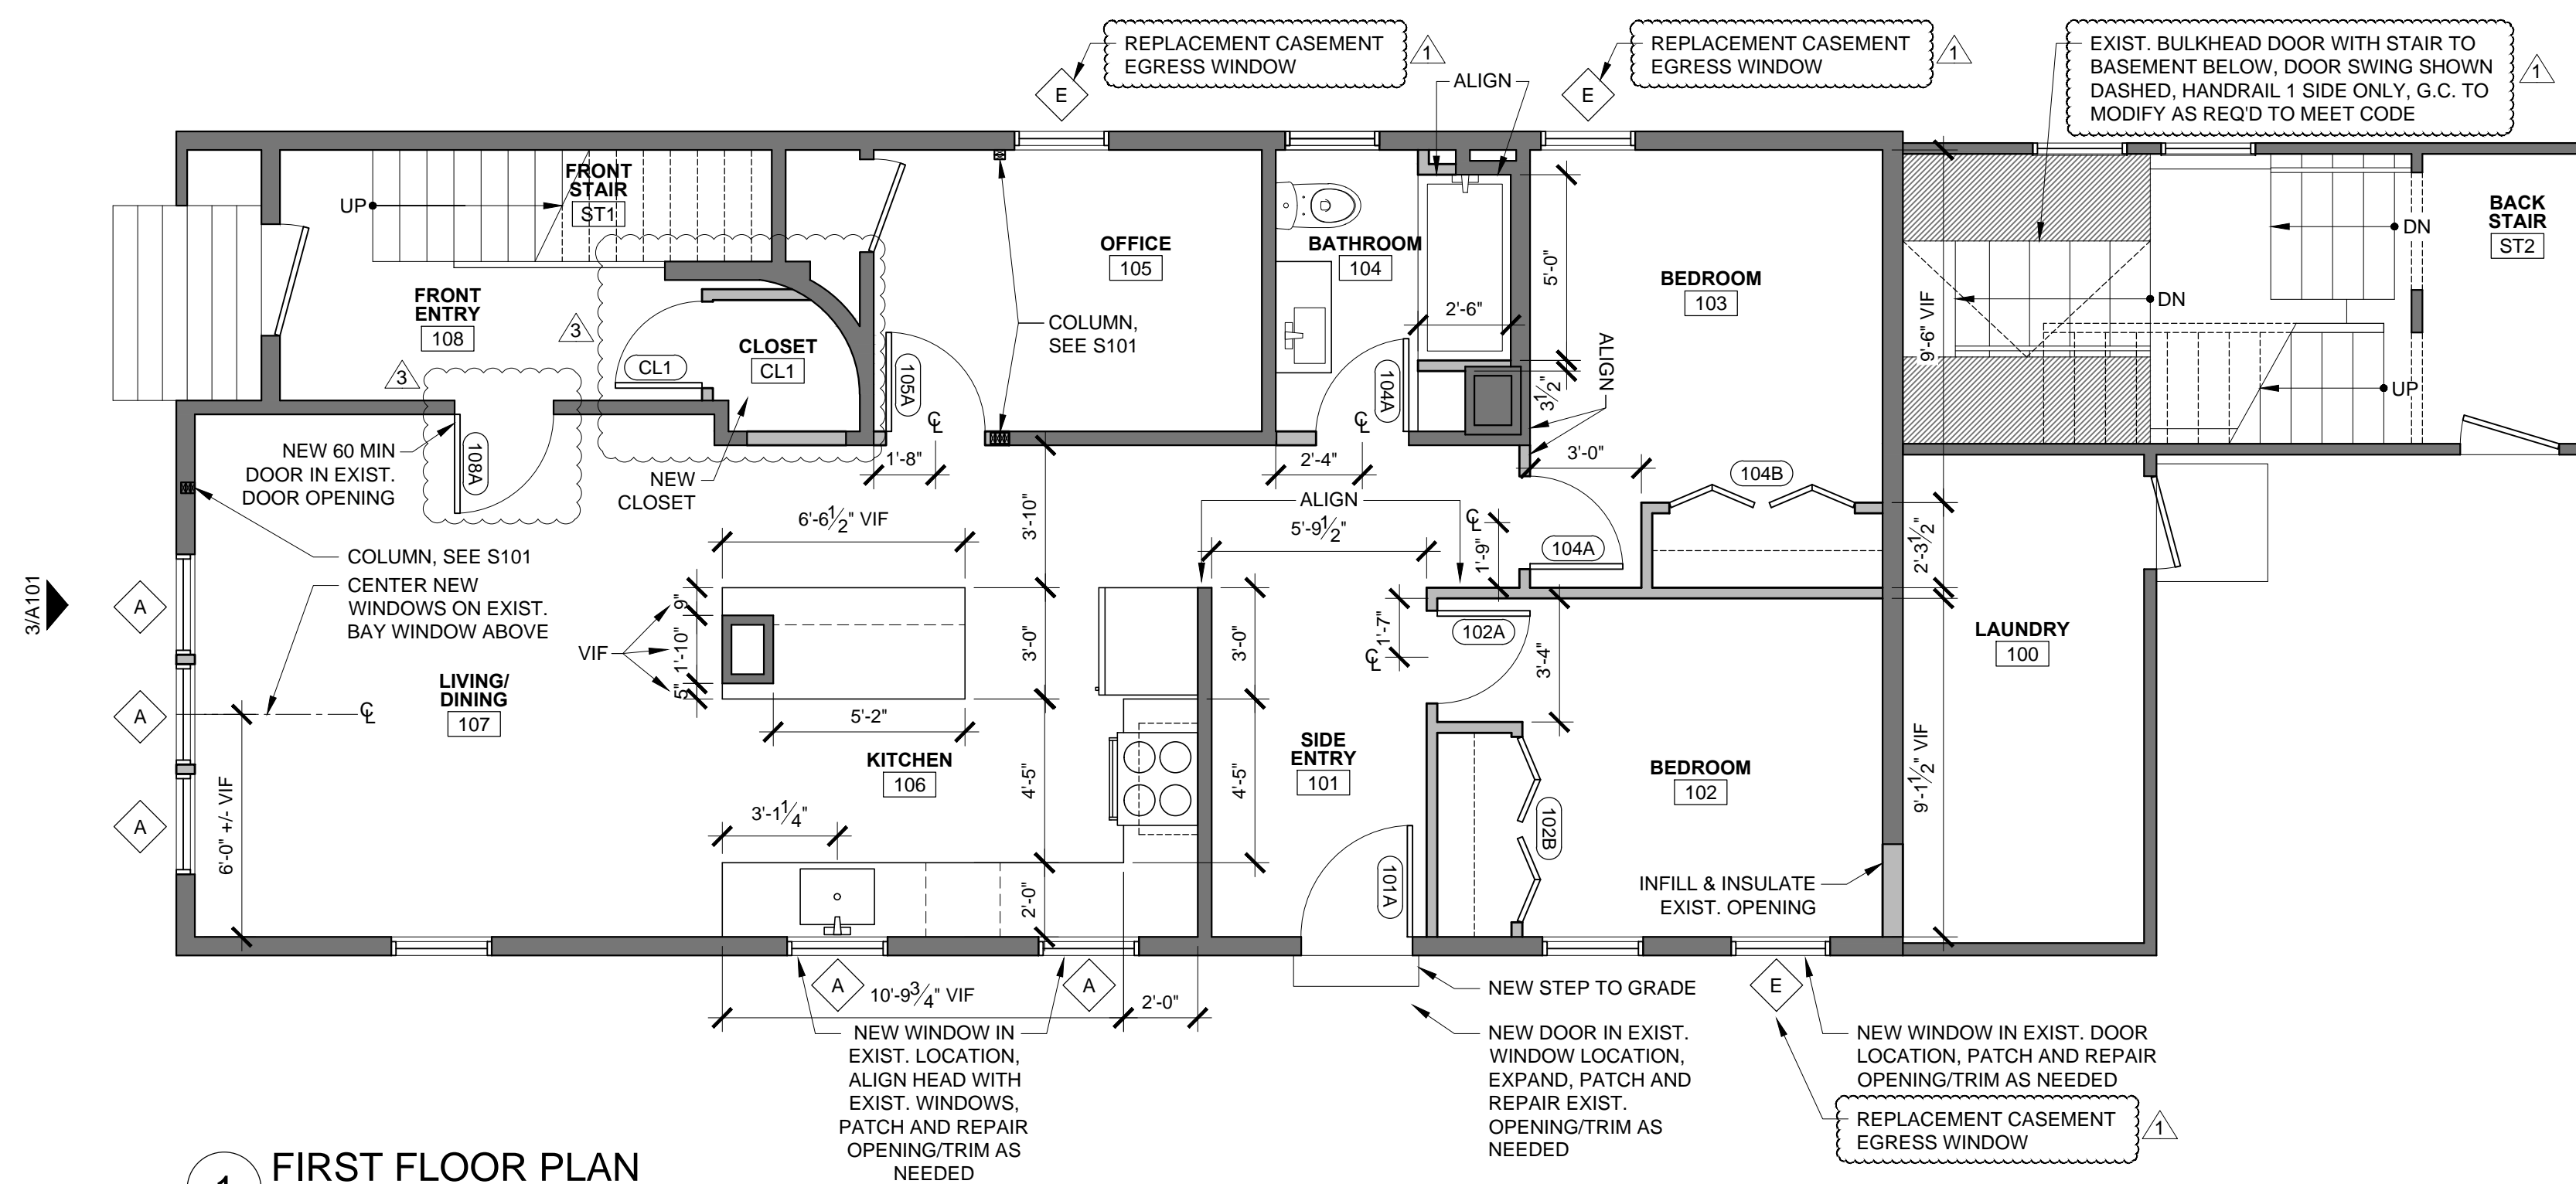 REPLACEMENT CASEMENT
EGRESS WINDOW
1
E
ALIGN
REPLACEMENT CASEMENT
EGRESS WINDOW
1
E
EXIST. BULKHEAD DOOR WITH STAIR TO
BASEMENT BELOW, DOOR SWING SHOWN
DASHED, HANDRAIL 1 SIDE ONLY, G.C. TO
MODIFY AS REQ'D TO MEET CODE
1
FRONT
STAIR
ST1
UP
OFFICE
105
BATHROOM
104
5'-0"
2'-6"
BEDROOM
103
9'-6" VIF
DN
DN
UP
BACK
STAIR
ST2
FRONT
ENTRY
108
3
3
CL1
CLOSET
CL1
COLUMN,
SEE S101
105A
℄
104A
℄
3 1/2"
ALIGN
NEW 60 MIN
DOOR IN EXIST.
DOOR OPENING
108A
NEW
CLOSET
1'-8"
2'-4"
3'-0"
104B
ALIGN
5'-9 1/2"
6'-6 1/2" VIF
3'-10"
℄
1'-9"
104A
2'-3 1/2"
COLUMN, SEE S101
CENTER NEW
WINDOWS ON EXIST.
BAY WINDOW ABOVE
3/A101
A
A
A
℄
6'-0" +/- VIF
LIVING/
DINING
107
VIF
9"
1'-10"
5"
5'-2"
3'-0"
3'-0"
4'-5"
4'-5"
2'-0"
KITCHEN
106
3'-1 1/4"
SIDE
ENTRY
101
1'-7"
℄
102A
3'-4"
BEDROOM
102
102B
101A
LAUNDRY
100
9'-1 1/2" VIF
INFILL & INSULATE
EXIST. OPENING
A
10'-9 3/4" VIF
A
2'-0"
NEW WINDOW IN
EXIST. LOCATION,
ALIGN HEAD WITH
EXIST. WINDOWS,
PATCH AND REPAIR
OPENING/TRIM AS
NEEDED
NEW STEP TO GRADE
NEW DOOR IN EXIST.
WINDOW LOCATION,
EXPAND, PATCH AND
REPAIR EXIST.
OPENING/TRIM AS
NEEDED
E
NEW WINDOW IN EXIST. DOOR
LOCATION, PATCH AND REPAIR
OPENING/TRIM AS NEEDED
REPLACEMENT CASEMENT
EGRESS WINDOW
1
1
FIRST FLOOR PLAN